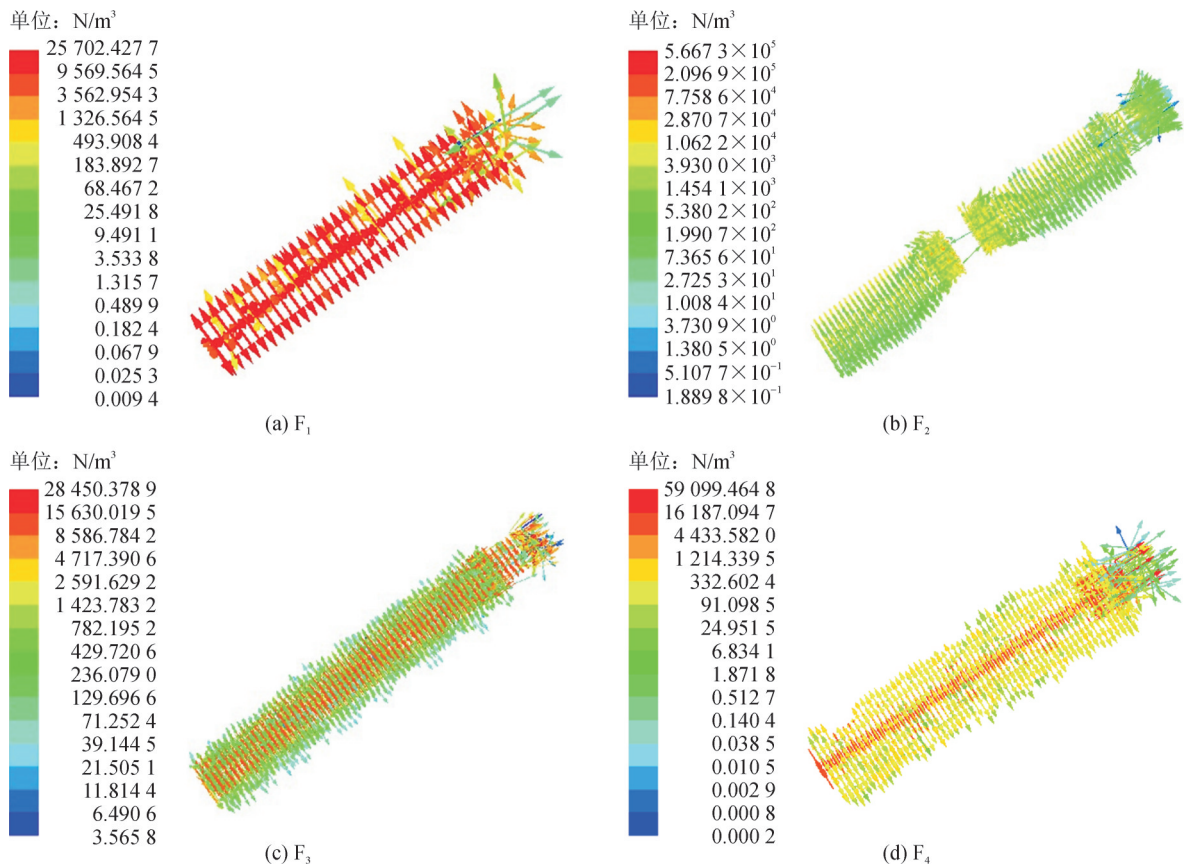 单位：N/m³
25 702.427 7
9 569.564 5
3 562.954 3
1 326.564 5
493.908 4
183.892 7
68.467 2
25.491 8
9.491 1
3.533 8
1.315 7
0.489 9
0.182 4
0.067 9
0.025 3
0.009 4
(a) F₁
单位：N/m³
5.667 3×10⁵
2.096 9×10⁵
7.758 6×10⁴
2.870 7×10⁴
1.062 2×10⁴
3.930 0×10³
1.454 1×10³
5.380 2×10²
1.990 7×10²
7.365 6×10¹
2.725 3×10¹
1.008 4×10¹
3.730 9×10⁰
1.380 5×10⁰
5.107 7×10⁻¹
1.889 8×10⁻¹
(b) F₂
单位：N/m³
28 450.378 9
15 630.019 5
8 586.784 2
4 717.390 6
2 591.629 2
1 423.783 2
782.195 2
429.720 6
236.079 0
129.696 6
71.252 4
39.144 5
21.505 1
11.814 4
6.490 6
3.565 8
(c) F₃
单位：N/m³
59 099.464 8
16 187.094 7
4 433.582 0
1 214.339 5
332.602 4
91.098 5
24.951 5
6.834 1
1.871 8
0.512 7
0.140 4
0.038 5
0.010 5
0.002 9
0.000 8
0.000 2
(d) F₄